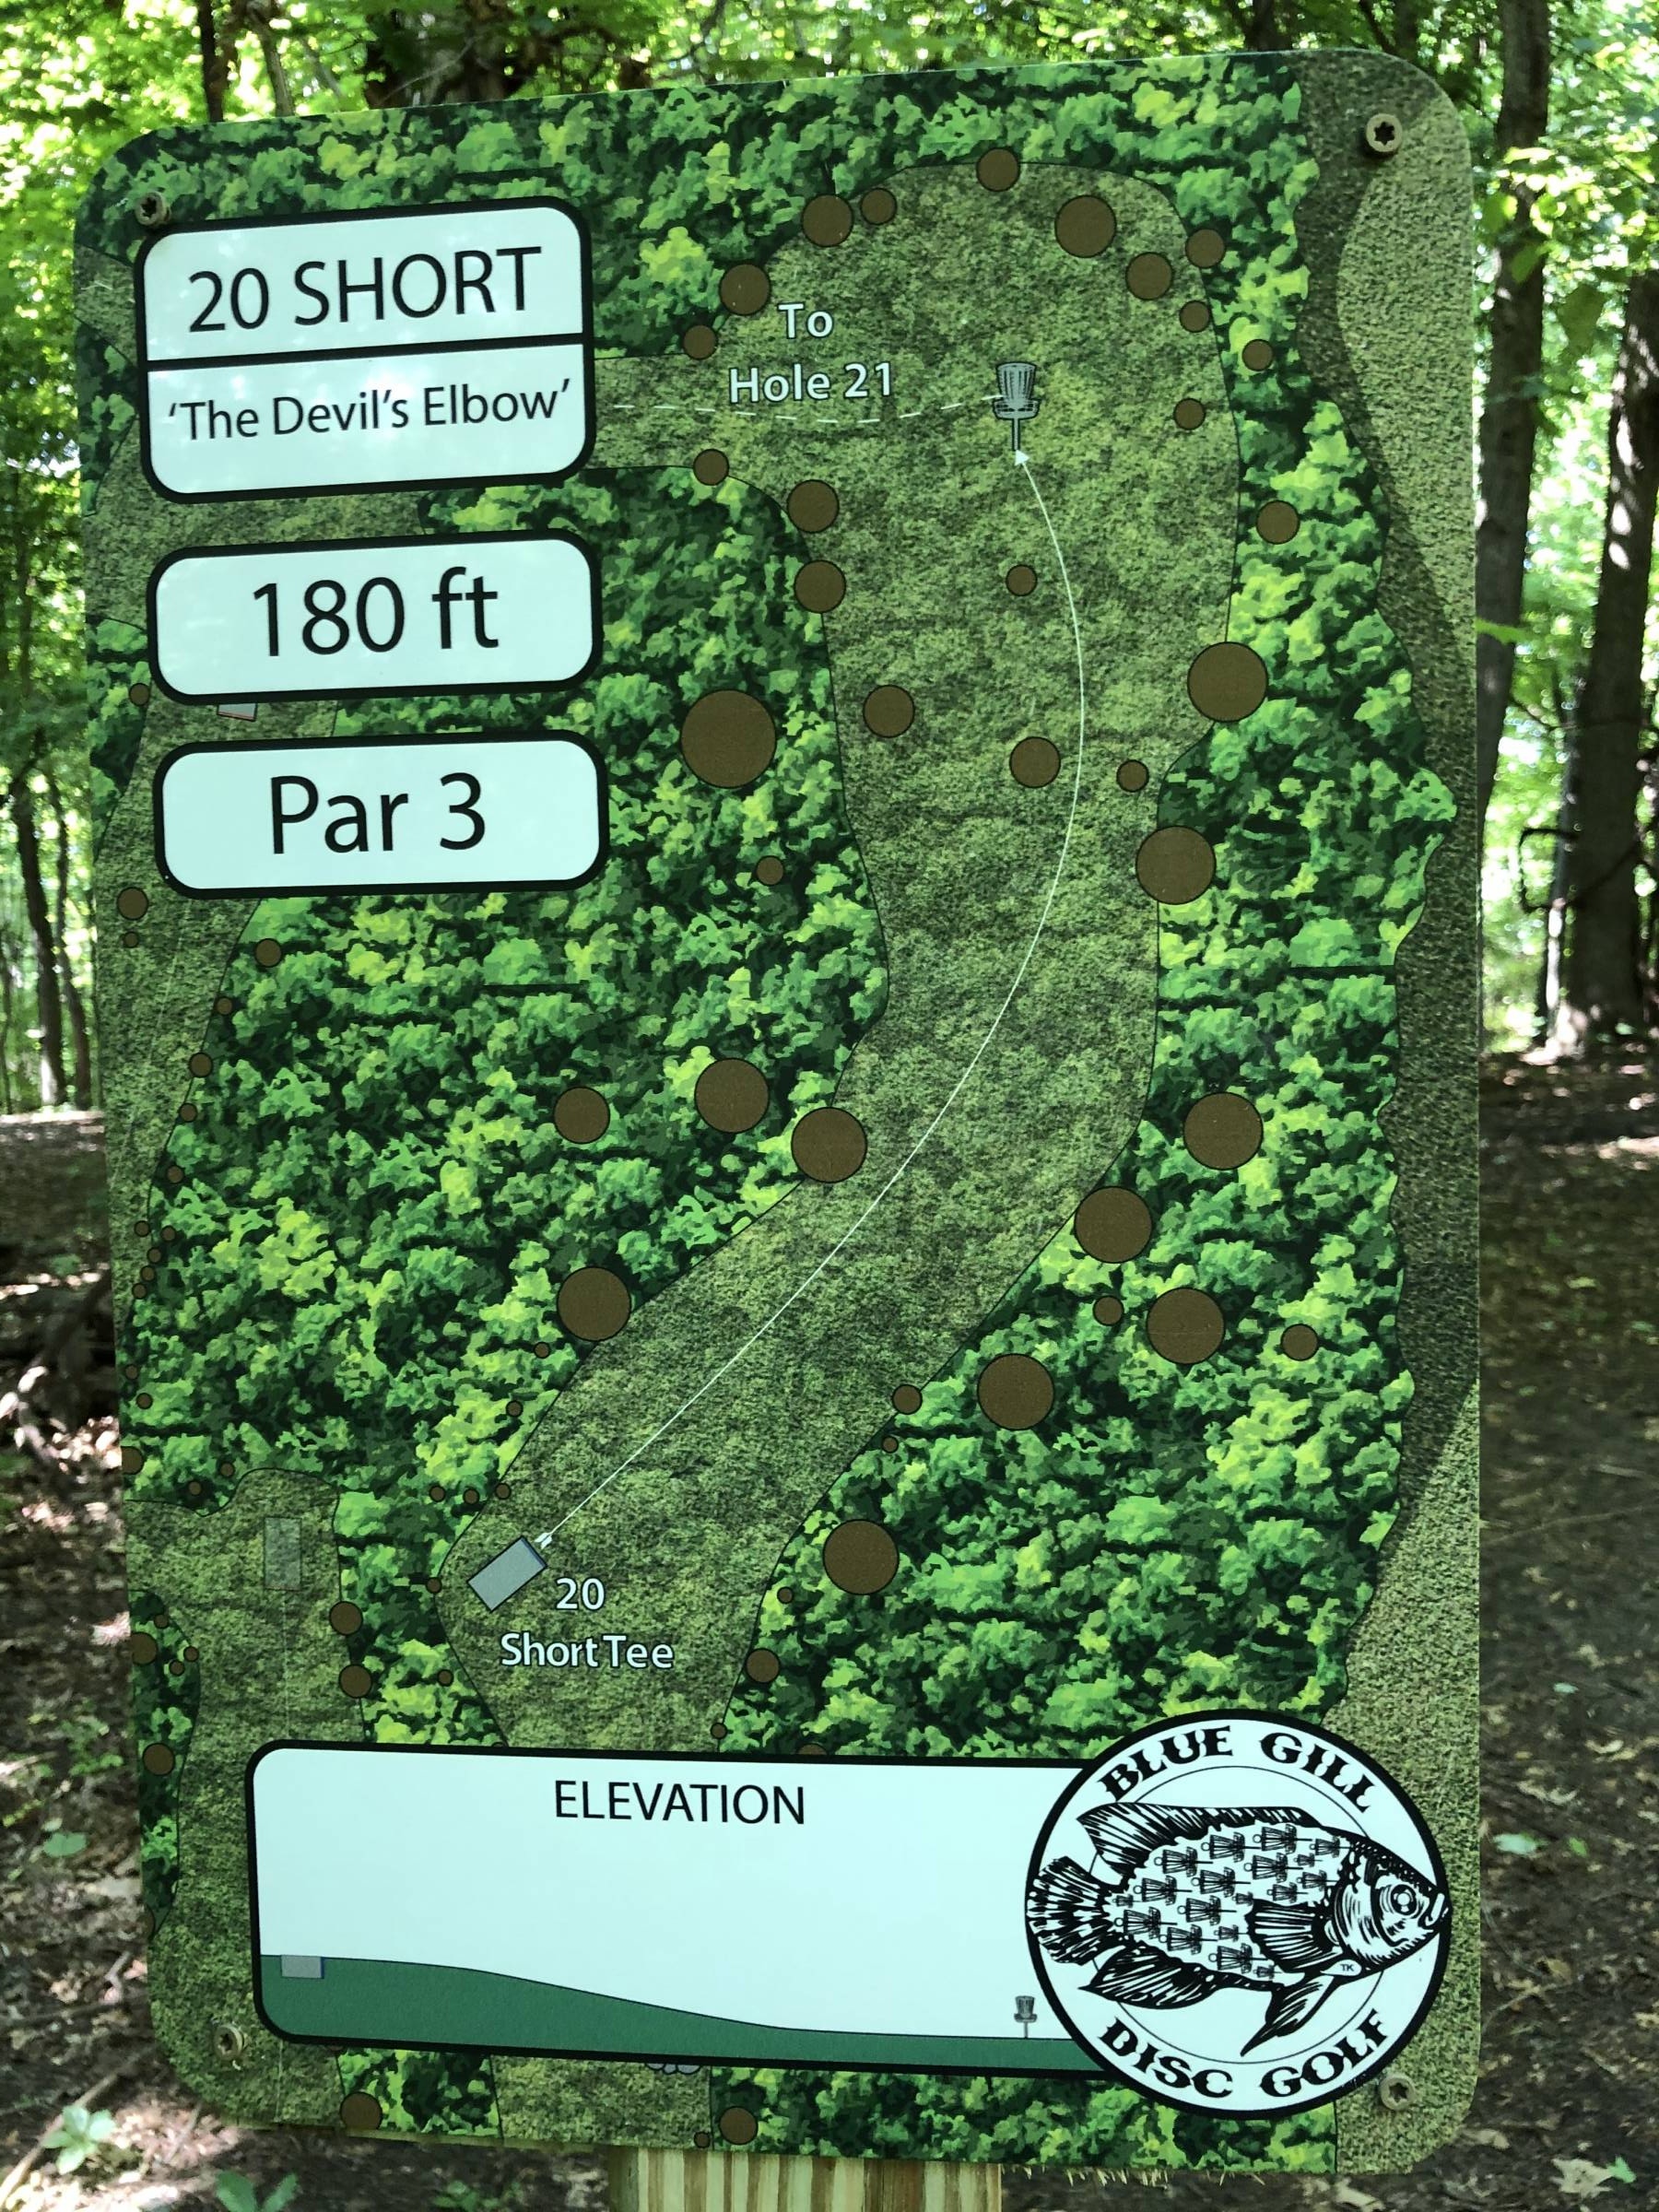 20 SHORT
'The Devil's Elbow'
180 ft
Par 3
To
Hole 21
20
Short Tee
ELEVATION
BLUE GILL
TK
DISC GOLF